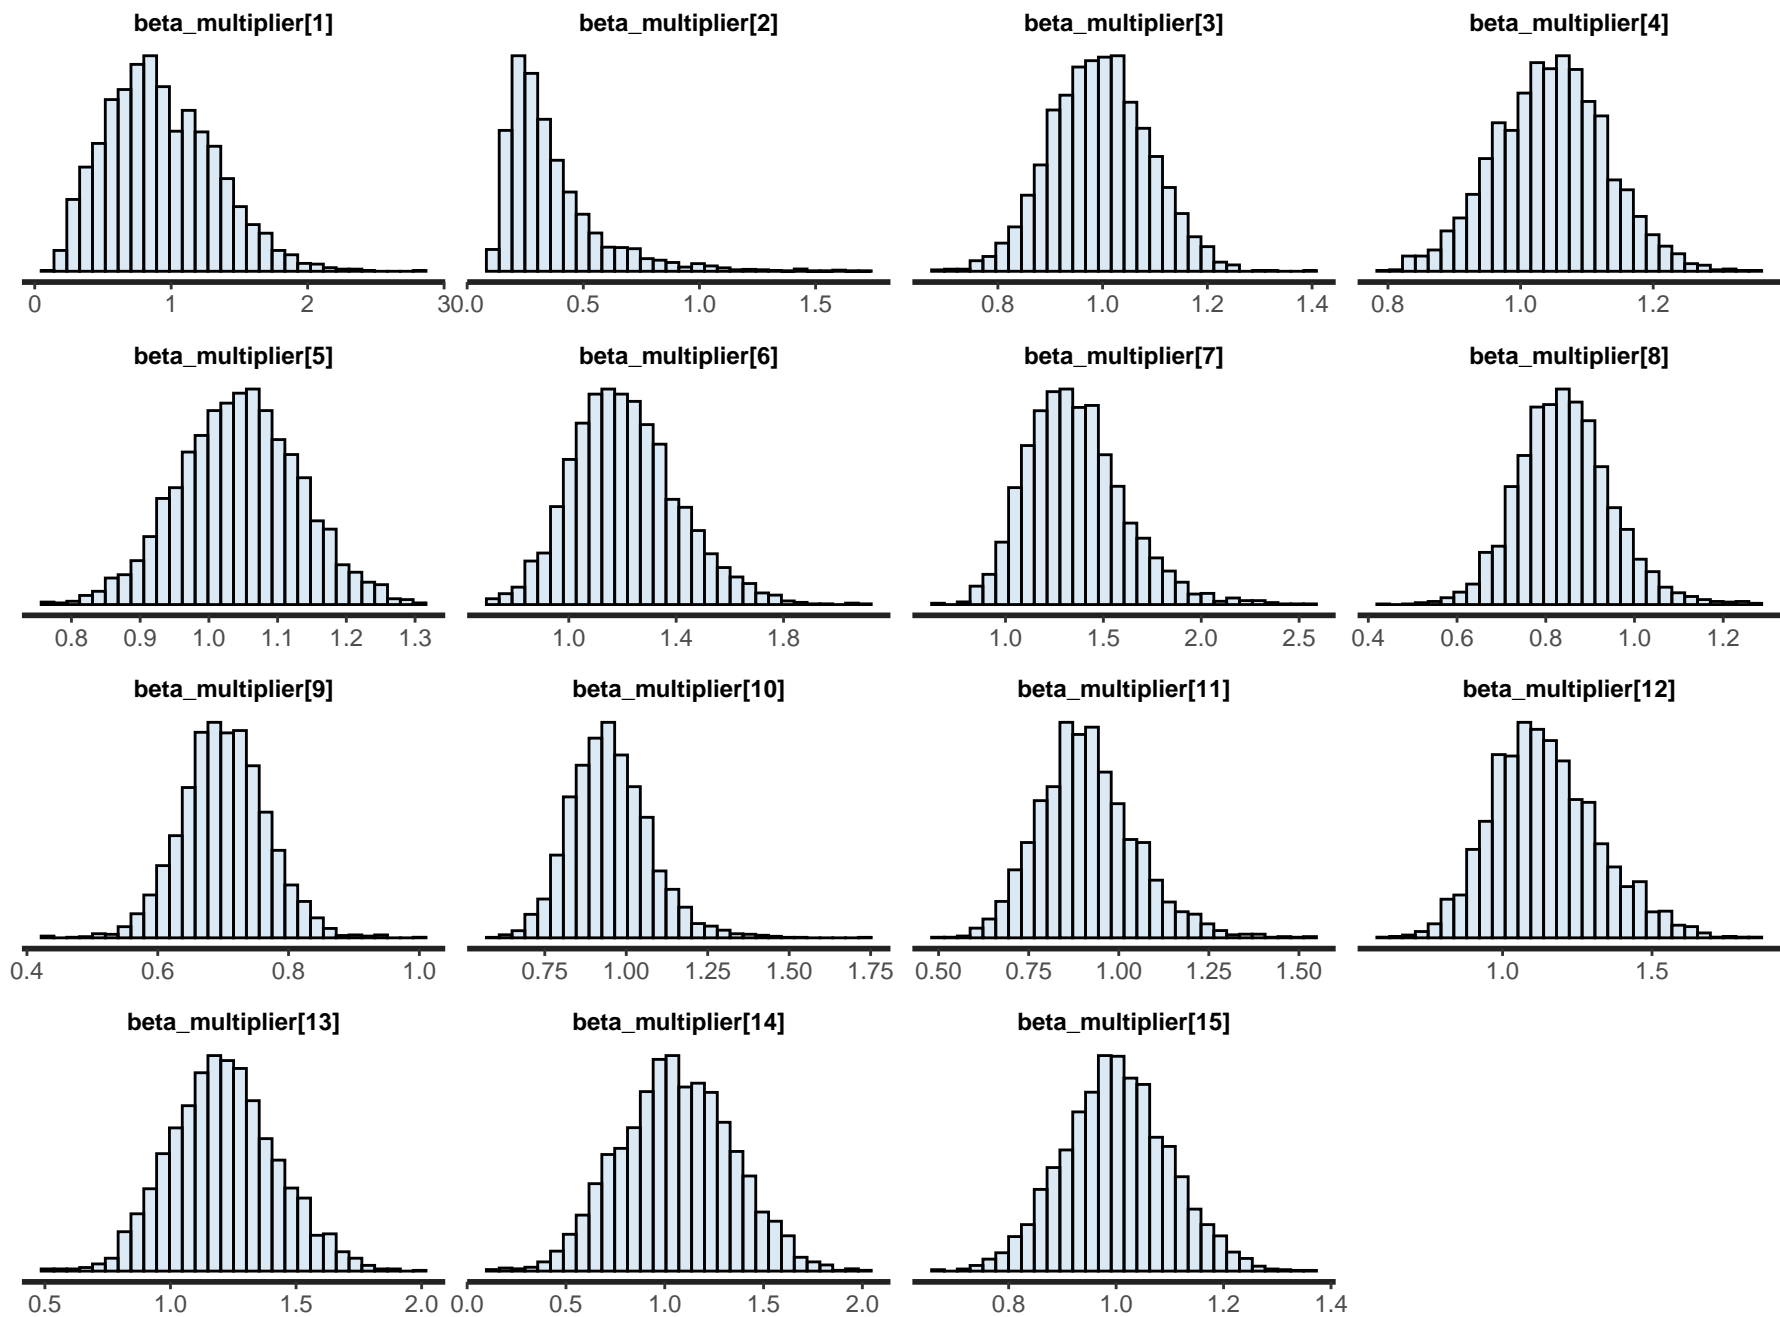 beta_multiplier[1] beta_multiplier[2] beta_multiplier[3] beta_multiplier[4]
0 1 2 3 0.0 0.5 1.0 1.5 0.8 1.0 1.2 1.4 0.8 1.0 1.2
beta_multiplier[5] beta_multiplier[6] beta_multiplier[7] beta_multiplier[8]
0.8 0.9 1.0 1.1 1.2 1.3 1.0 1.4 1.8 1.0 1.5 2.0 2.5 0.4 0.6 0.8 1.0 1.2
beta_multiplier[9] beta_multiplier[10] beta_multiplier[11] beta_multiplier[12]
0.4 0.6 0.8 1.0 0.75 1.00 1.25 1.50 1.75 0.50 0.75 1.00 1.25 1.50 1.0 1.5
beta_multiplier[13] beta_multiplier[14] beta_multiplier[15]
0.5 1.0 1.5 2.0 0.0 0.5 1.0 1.5 2.0 0.8 1.0 1.2 1.4